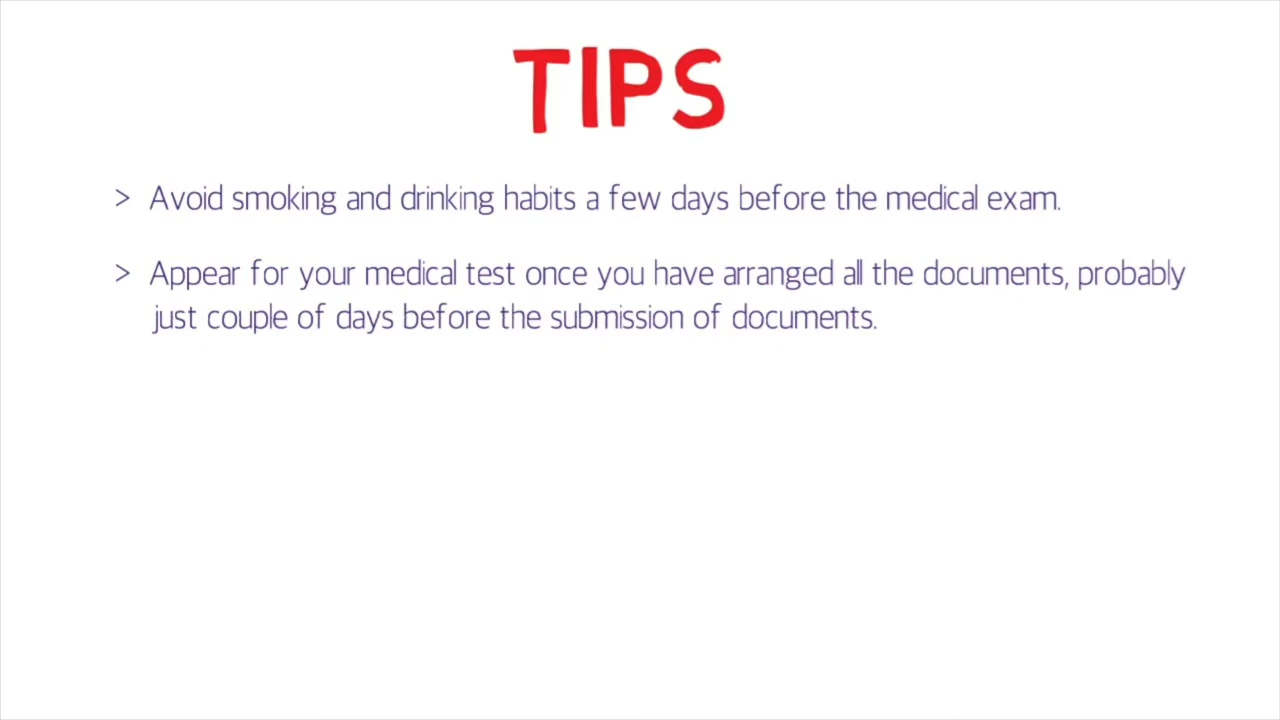 TIPS
> Avoid smoking and drinking habits a few days before the medical exam.
> Appear for your medical test once you have arranged all the documents, probably
just couple of days before the submission of documents.